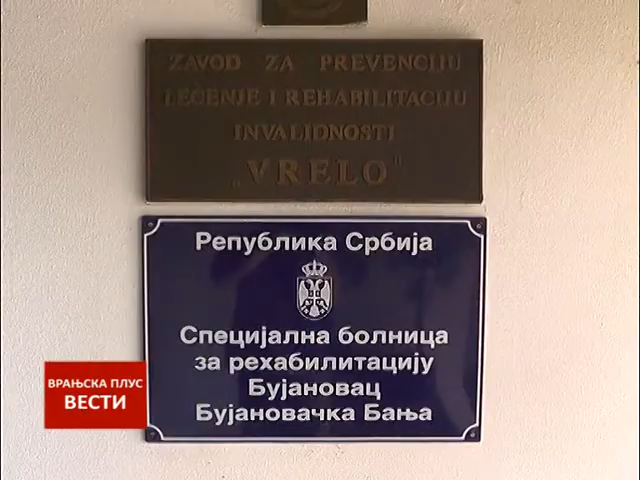 ZAVOD ZA PREVENCIJU
LEČENJE I REHABILITACIJU
INVALIDNOSTI
„VRELO"
Република Србија
Специјална болница
за рехабилитацију
Бујановац
Бујановачка Бања
ВРАЊСКА ПЛУС
ВЕСТИ